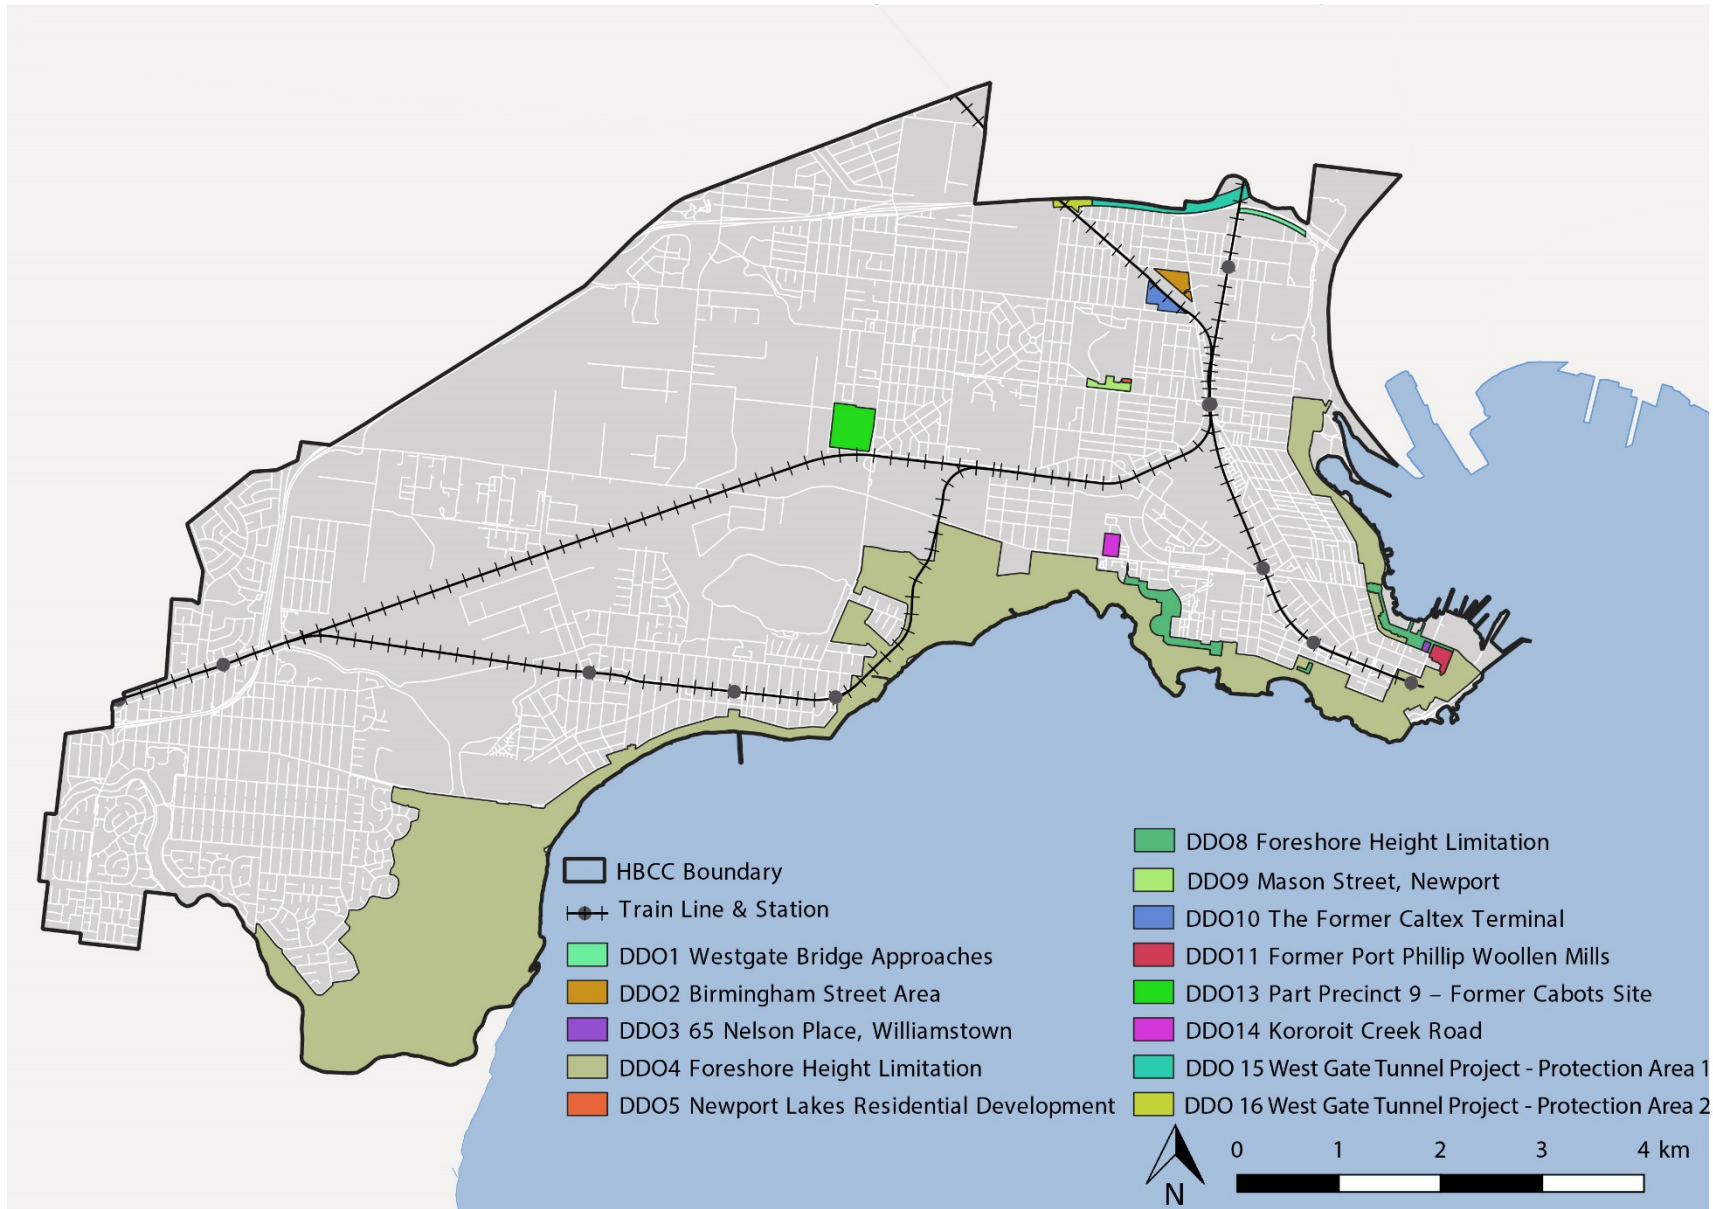 HBCC Boundary
Train Line & Station
DDO1 Westgate Bridge Approaches
DDO2 Birmingham Street Area
DDO3 65 Nelson Place, Williamstown
DDO4 Foreshore Height Limitation
DDO5 Newport Lakes Residential Development
DDO8 Foreshore Height Limitation
DDO9 Mason Street, Newport
DDO10 The Former Caltex Terminal
DDO11 Former Port Phillip Woollen Mills
DDO13 Part Precinct 9 – Former Cabots Site
DDO14 Kororoit Creek Road
DDO 15 West Gate Tunnel Project - Protection Area 1
DDO 16 West Gate Tunnel Project - Protection Area 2
N
0 1 2 3 4 km